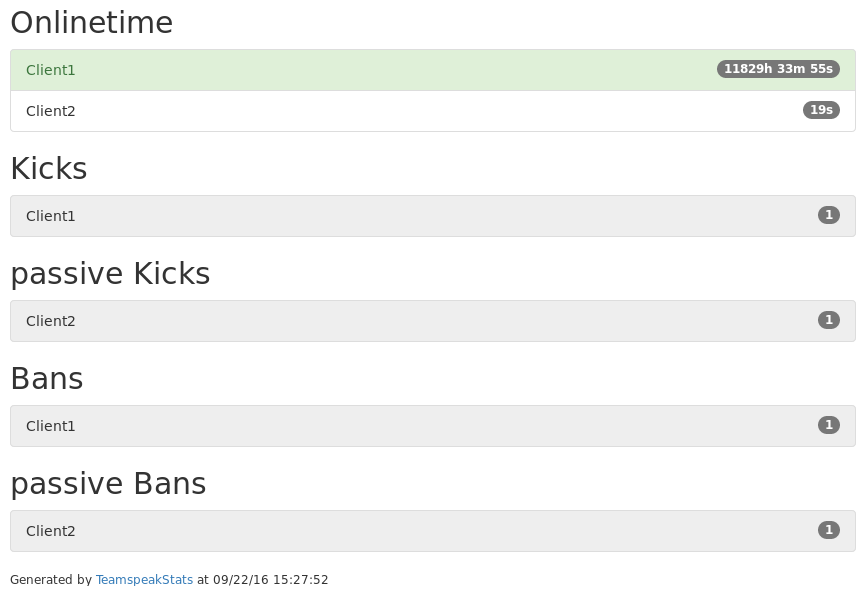 Onlinetime
Client1 11829h 33m 55s
Client2 19s
Kicks
Client1 1
passive Kicks
Client2 1
Bans
Client1 1
passive Bans
Client2 1
Generated by TeamspeakStats at 09/22/16 15:27:52